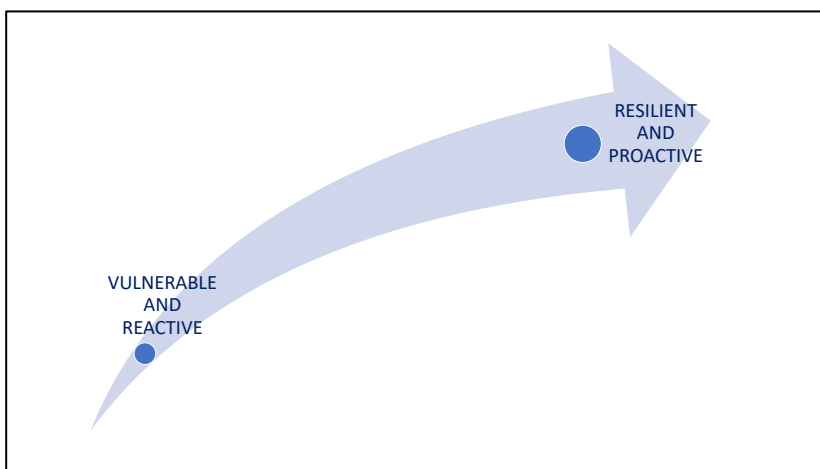 RESILIENT
AND
PROACTIVE
VULNERABLE
AND
REACTIVE